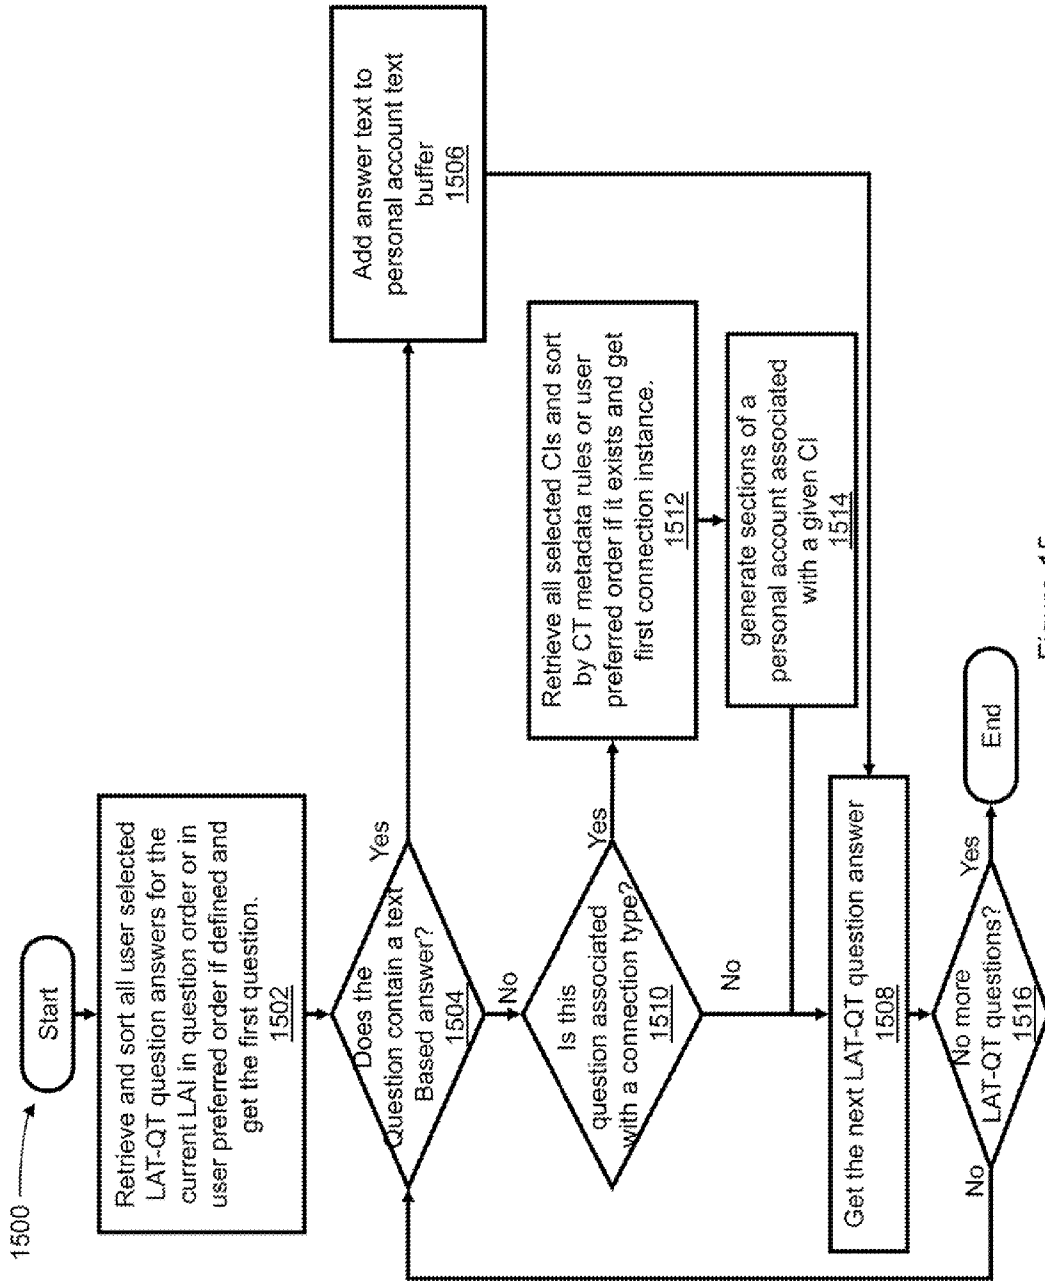 1500
Start
Retrieve and sort all user selected
LAT-QT question answers for the
current LAI in question order or in
user preferred order if defined and
get the first question.
1502
Does the
Question contain a text
Based answer?
1504
Yes
No
Add answer text to
personal account text
buffer
1506
Is this
question associated
with a connection type?
1510
Yes
No
Retrieve all selected CIs and sort
by CT metadada rules or user
preferred order if it exists and get
first connection instance.
1512
generate sections of a
personal account associated
with a given CI
1514
Get the next LAT-QT question answer
1508
No more
LAT-QT questions?
1516
Yes
No
End